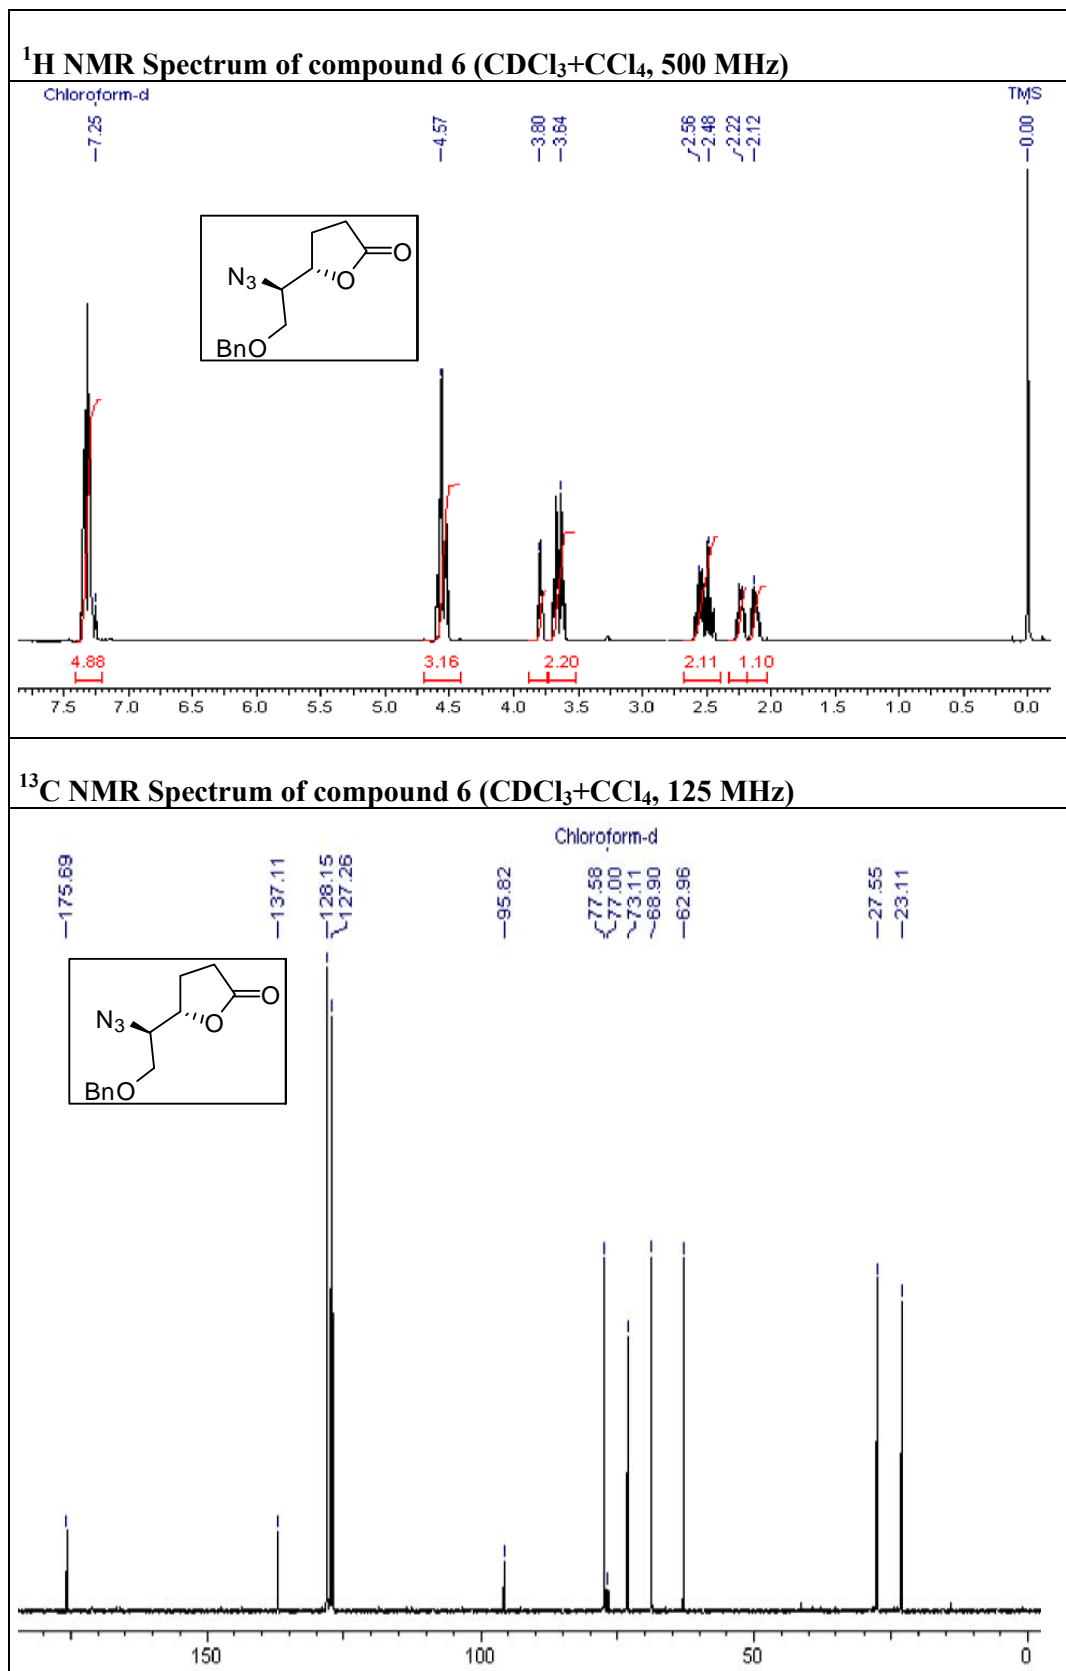 ¹H NMR Spectrum of compound 6 (CDCl₃+CCl₄, 500 MHz)
Chloroform-d TMS
7.25 4.57 3.80 3.64 2.56 2.48 2.22 2.12 0.00
N₃ O O
BnO
4.88 3.16 2.20 2.11 1.10
7.5 7.0 6.5 6.0 5.5 5.0 4.5 4.0 3.5 3.0 2.5 2.0 1.5 1.0 0.5 0.0
¹³C NMR Spectrum of compound 6 (CDCl₃+CCl₄, 125 MHz)
Chloroform-d
175.69 137.11 128.15 127.26 95.82 77.58 77.00 73.11 68.90 62.96 27.55 23.11
N₃ O O
BnO
150 100 50 0